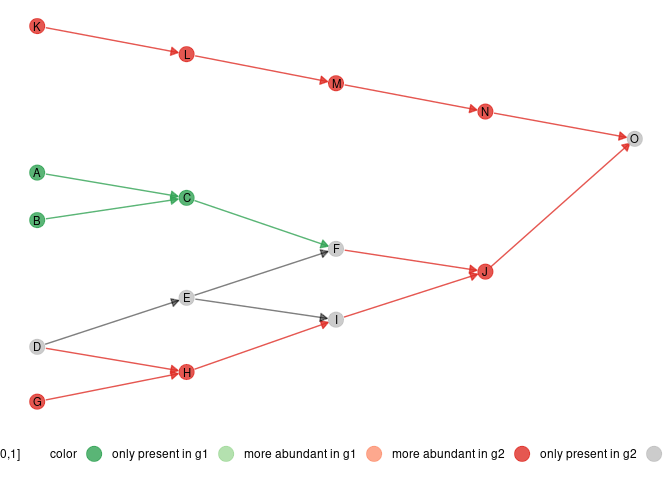 K
L
M
N
O
A
C
B
F
J
E
I
D
H
G
0,1] color only present in g1 more abundant in g1 more abundant in g2 only present in g2